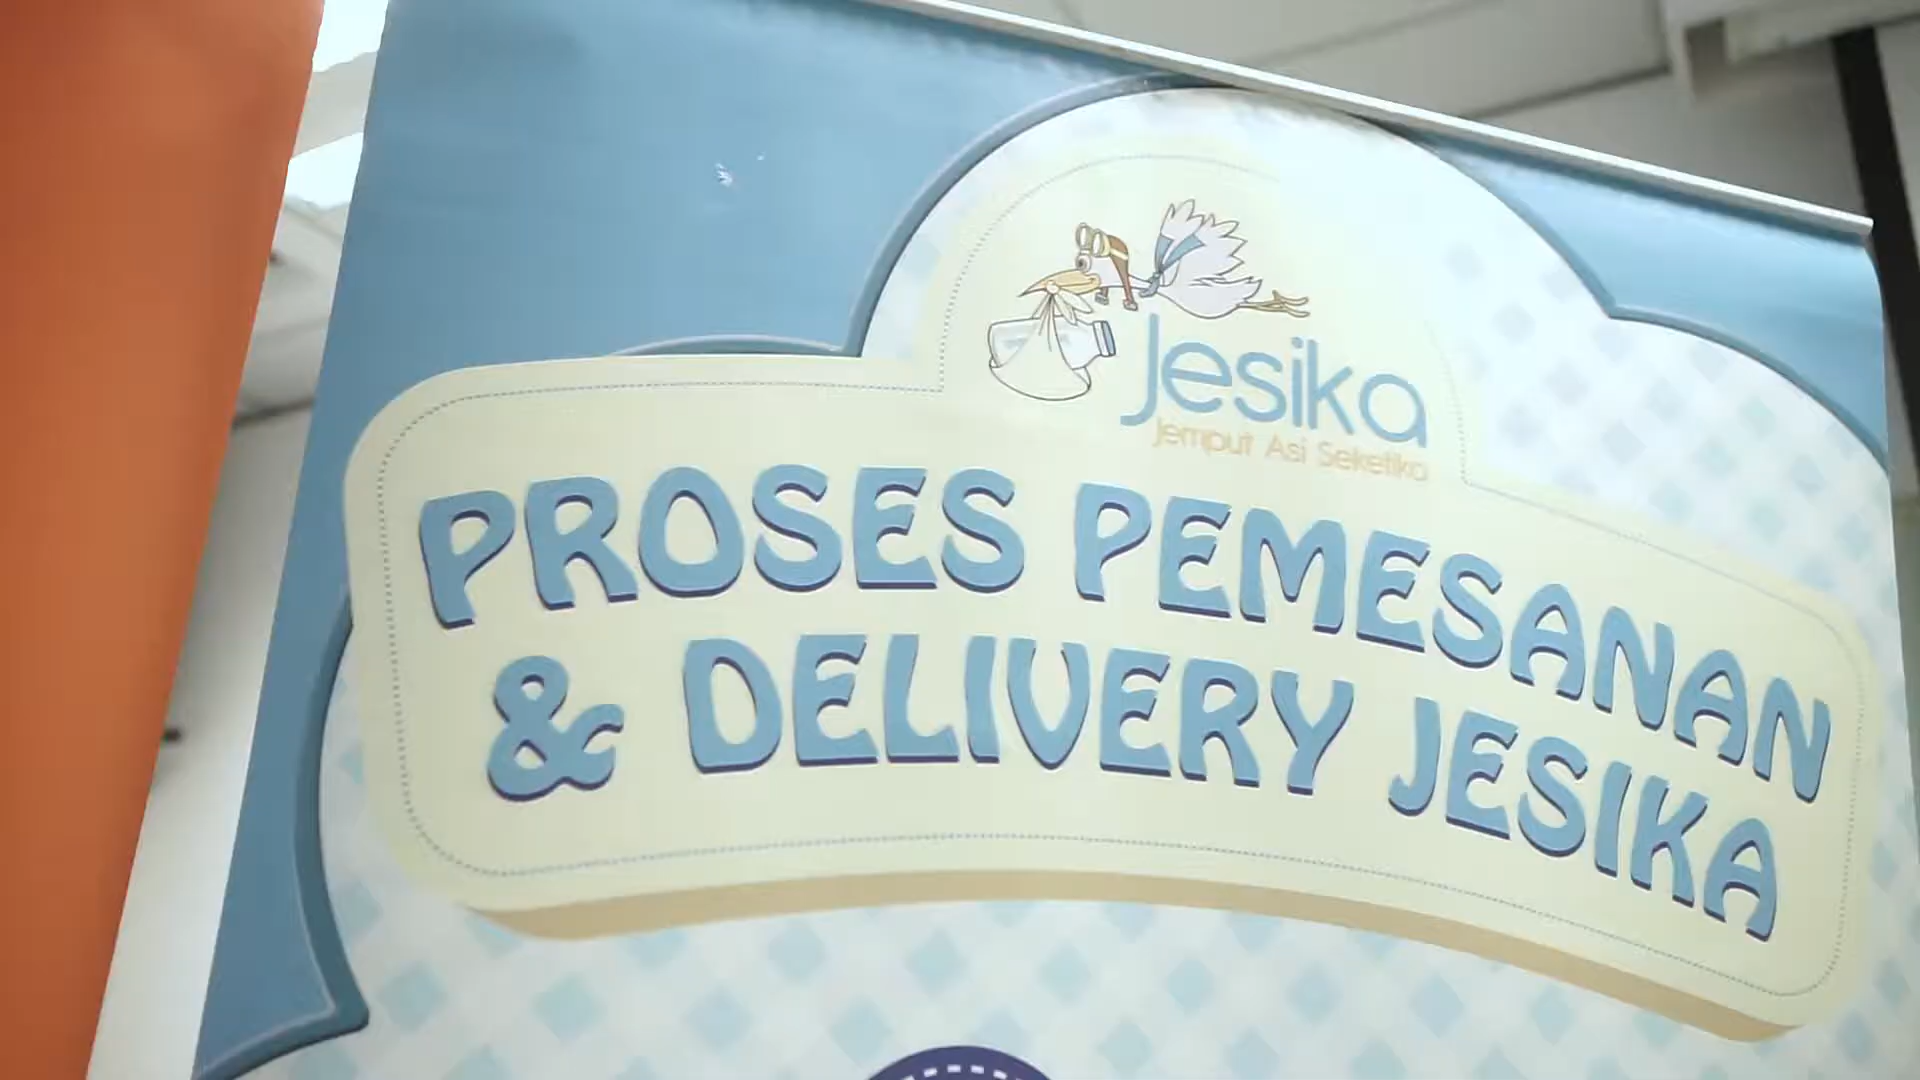 Jesika
Jemput Asi Seketika
PROSES PEMESANAN
& DELIVERY JESIKA